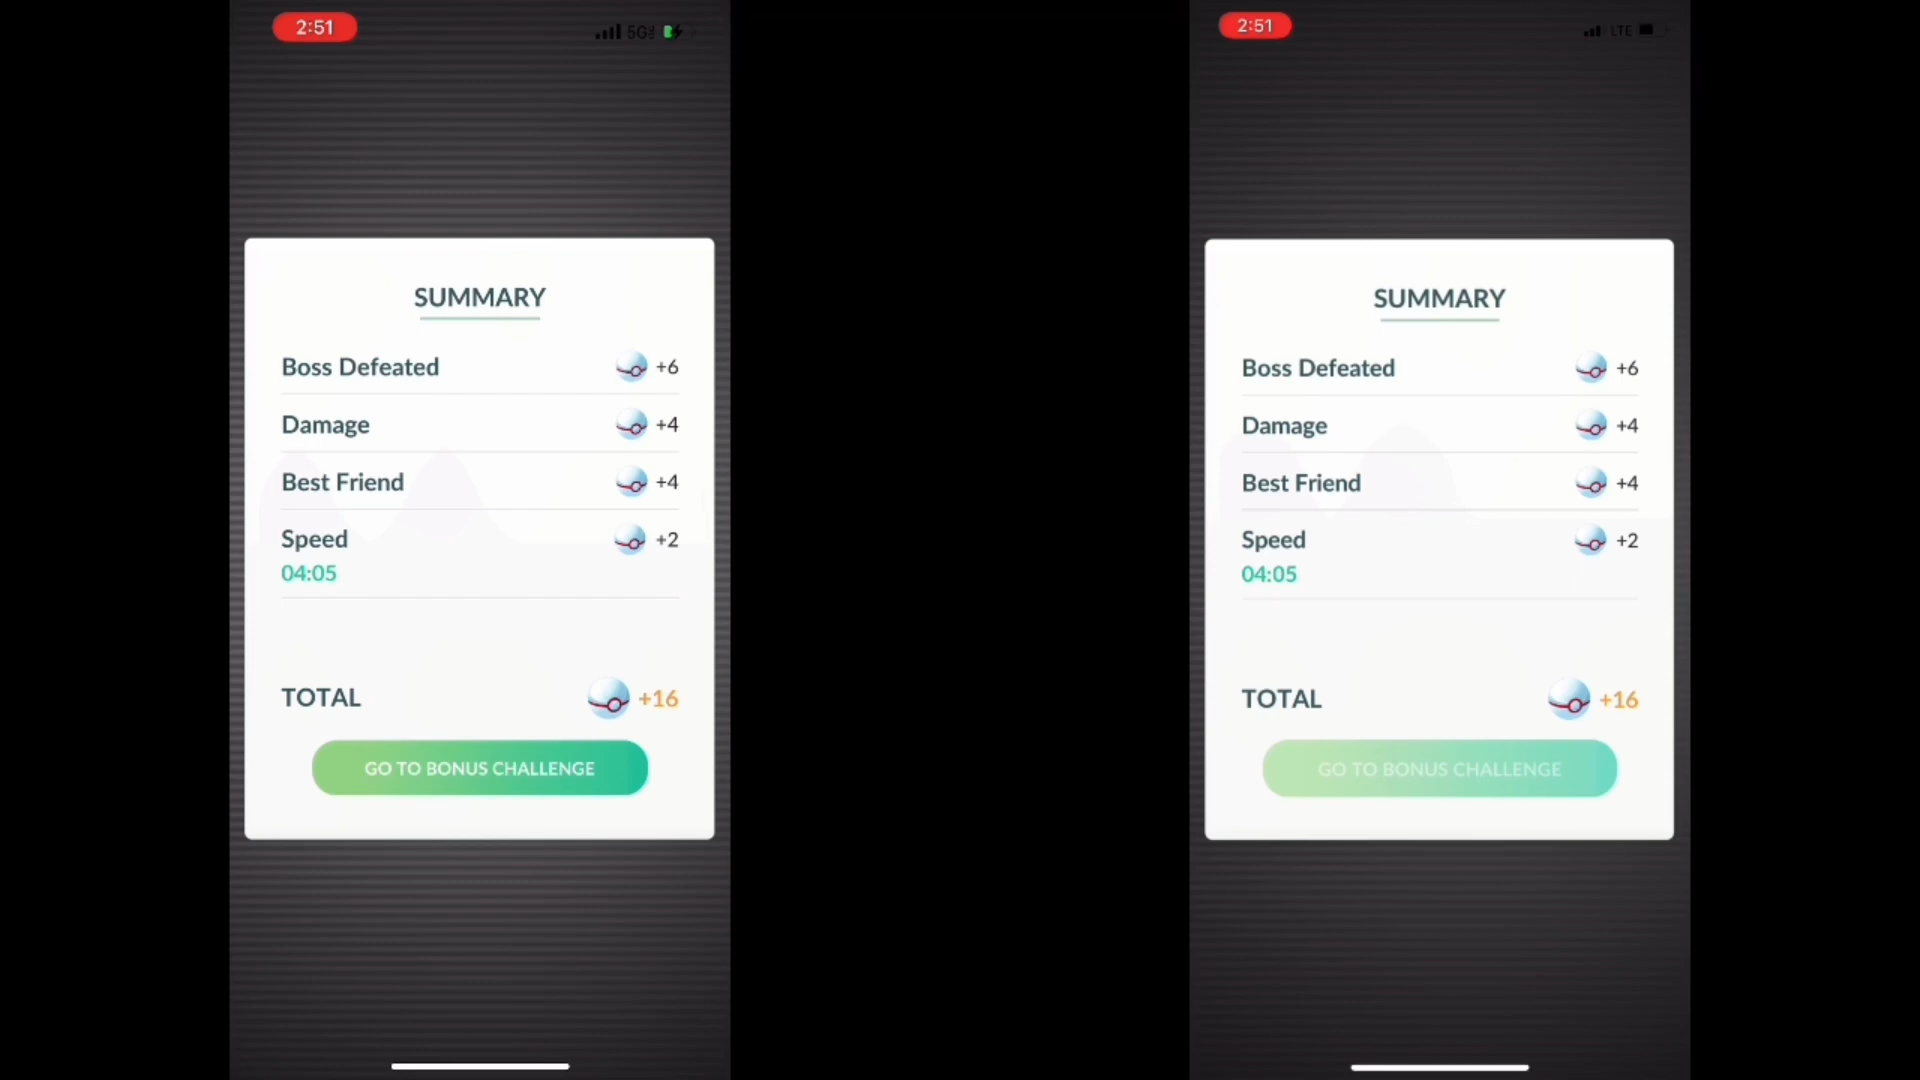 2:51
SUMMARY
Boss Defeated +6
Damage +4
Best Friend +4
Speed +2
04:05
TOTAL +16
GO TO BONUS CHALLENGE
2:51 LTE
SUMMARY
Boss Defeated +6
Damage +4
Best Friend +4
Speed +2
04:05
TOTAL +16
GO TO BONUS CHALLENGE